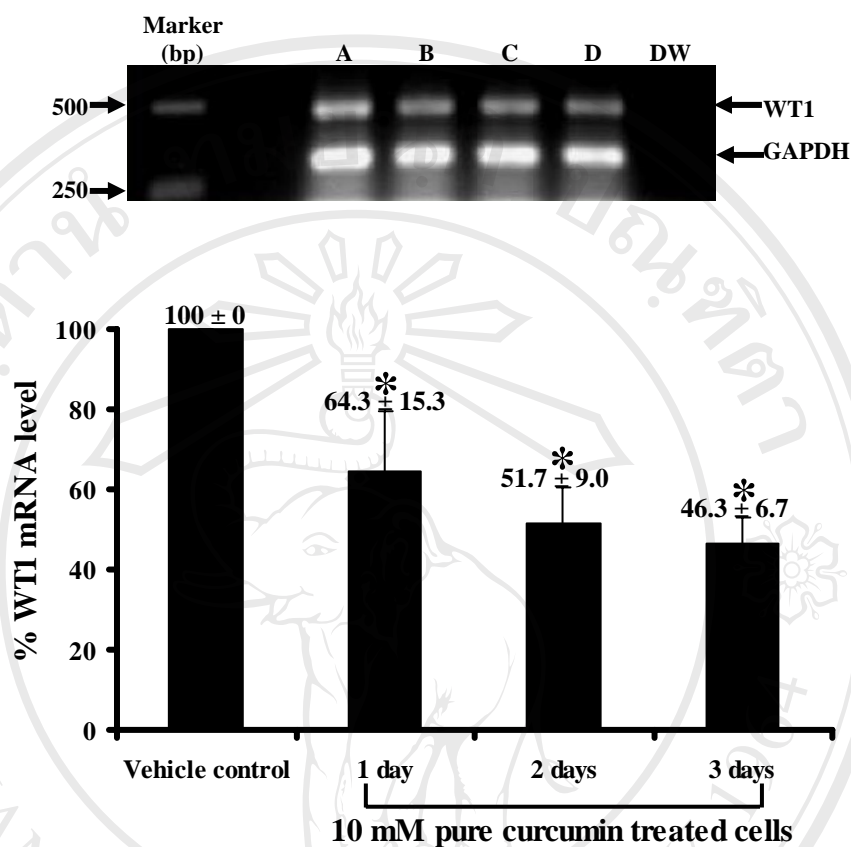 Marker
(bp) A B C D DW
500 WT1
GAPDH
250
% WT1 mRNA level
100
80
60
40
20
0
100 ± 0
*
64.3 ± 15.3
*
51.7 ± 9.0
*
46.3 ± 6.7
Vehicle control 1 day 2 days 3 days
10 mM pure curcumin treated cells
1964